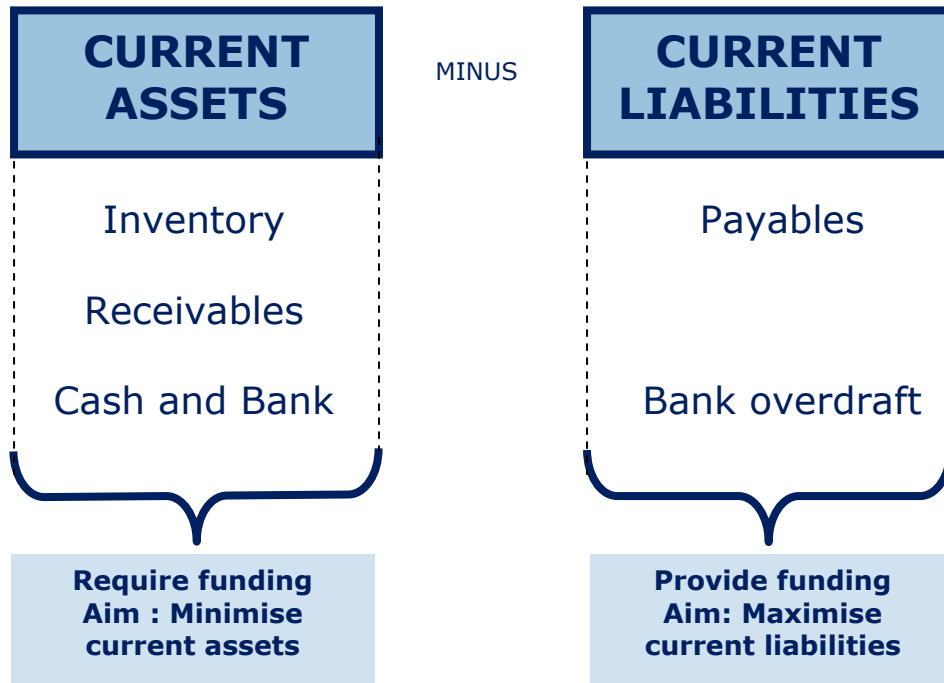 CURRENT
ASSETS
MINUS
CURRENT
LIABILITIES
Inventory
Receivables
Cash and Bank
Payables
Bank overdraft
Require funding
Aim : Minimise
current assets
Provide funding
Aim: Maximise
current liabilities